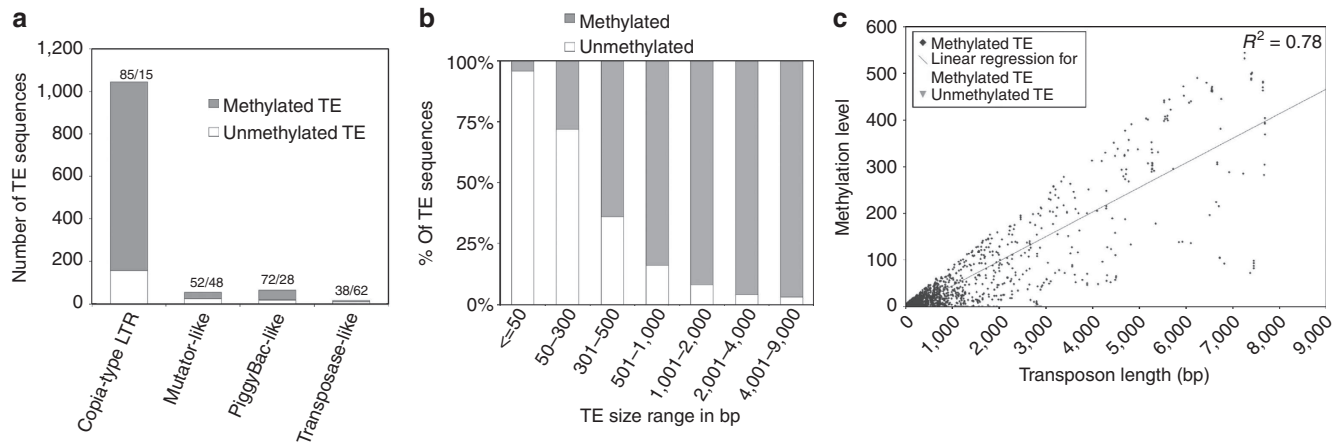 a
1,200
1,000
800
600
400
200
0
Number of TE sequences
85/15
52/48
72/28
38/62
Methylated TE
Unmethylated TE
Copia-type LTR
Mutator-like
PiggyBac-like
Transposase-like
b
Methylated
Unmethylated
100%
75%
50%
25%
0%
% Of TE sequences
<=50
50–300
301–500
501–1,000
1,001–2,000
2,001–4,000
4,001–9,000
TE size range in bp
c
600
500
400
300
200
100
0
Methylation level
Methylated TE
Linear regression for
Methylated TE
Unmethylated TE
R² = 0.78
0
1,000
2,000
3,000
4,000
5,000
6,000
7,000
8,000
9,000
Transposon length (bp)